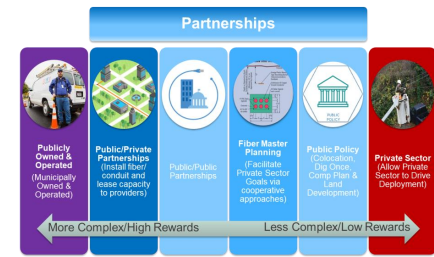 Partnerships
Publicly
Owned &
Operated
(Municipally
Owned &
Operated)
Public/Private
Partnerships
(Install fiber/
conduit and
lease capacity
to providers)
Public/Public
Partnerships
Fiber Master
Planning
(Facilitate
Private Sector
Goals via
cooperative
approaches)
PUBLIC
POLICY
Public Policy
(Colocation,
Dig Once,
Comp Plan &
Land
Development)
Private Sector
(Allow Private
Sector to Drive
Deployment)
More Complex/High Rewards
Less Complex/Low Rewards